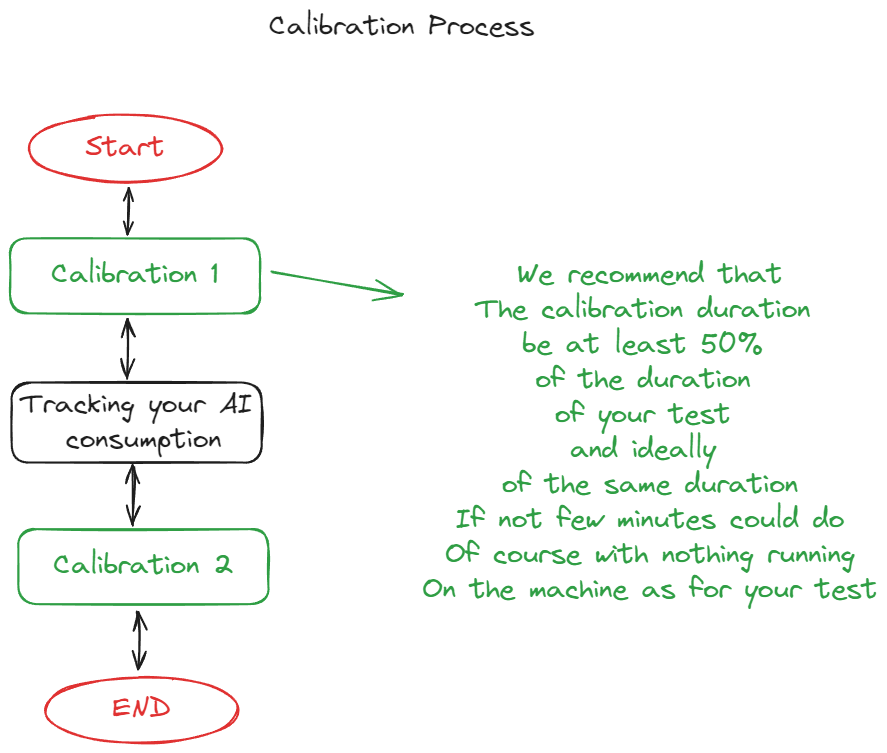 Calibration Process
Start
Calibration 1
We recommend that
The calibration duration
be at least 50%
of the duration
of your test
and ideally
of the same duration
If not few minutes could do
Of course with nothing running
On the machine as for your test
Tracking your AI
consumption
Calibration 2
END